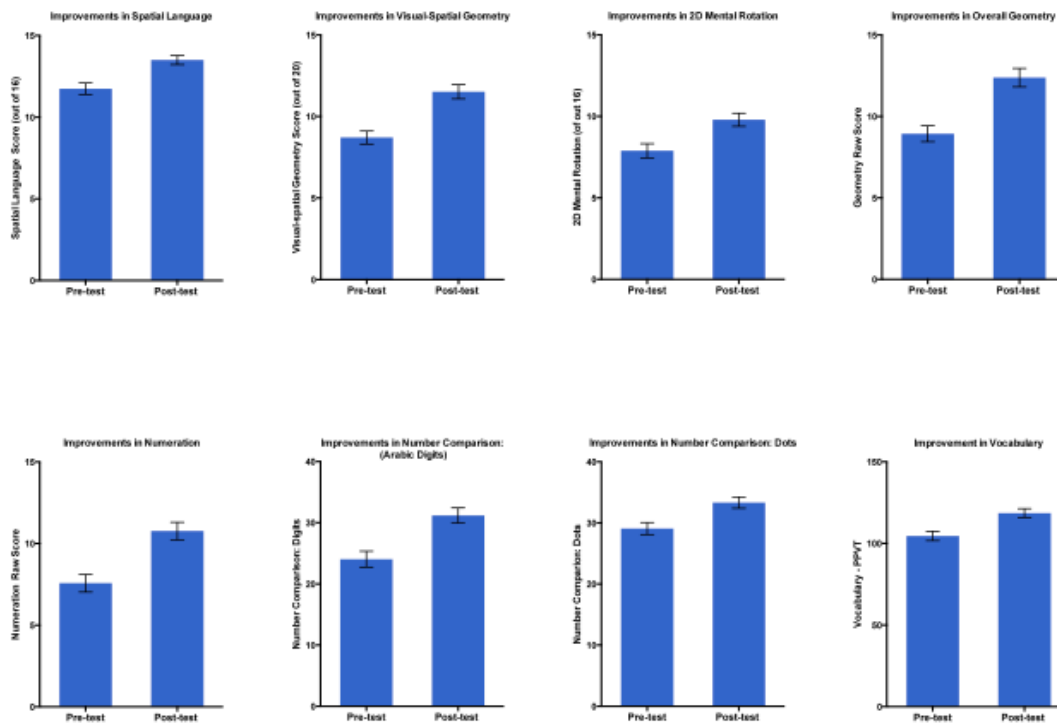 Improvements in Spatial Language
Spatial Language Score (out of 16)
15
10
5
0
Pre-test Post-test
Improvements in Visual-Spatial Geometry
Visual-spatial Geometry Score (out of 20)
15
10
5
0
Pre-test Post-test
Improvements in 2D Mental Rotation
2D Mental Rotation (of out 16)
15
10
5
0
Pre-test Post-test
Improvements in Overall Geometry
Geometry Raw Score
15
10
5
0
Pre-test Post-test
Improvements in Numeration
Numeration Raw Score
15
10
5
0
Pre-test Post-test
Improvements in Number Comparison:
(Arabic Digits)
Number Comparison: Digits
40
30
20
10
0
Pre-test Post-test
Improvements in Number Comparison: Dots
Number Comparion: Dots
40
30
20
10
0
Pre-test Post-test
Improvement in Vocabulary
Vocabulary - PPVT
150
100
50
0
Pre-test Post-test